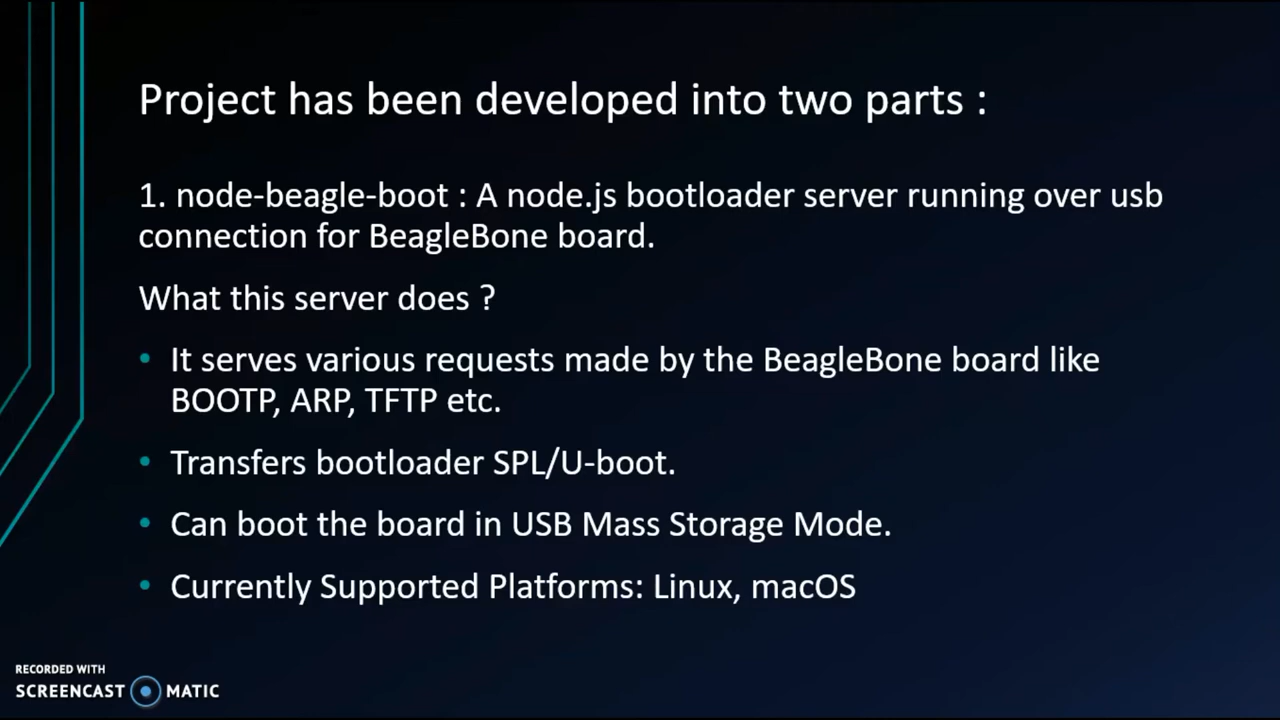 Project has been developed into two parts :
1. node-beagle-boot : A node.js bootloader server running over usb
connection for BeagleBone board.
What this server does ?
• It serves various requests made by the BeagleBone board like
BOOTP, ARP, TFTP etc.
• Transfers bootloader SPL/U-boot.
• Can boot the board in USB Mass Storage Mode.
• Currently Supported Platforms: Linux, macOS
RECORDED WITH
SCREENCAST MATIC